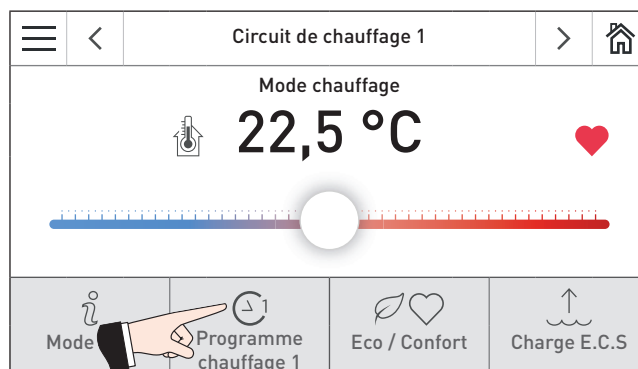 Circuit de chauffage 1
Mode chauffage
22,5 °C
1
Mode
Programme
chauffage 1
Eco / Confort
Charge E.C.S